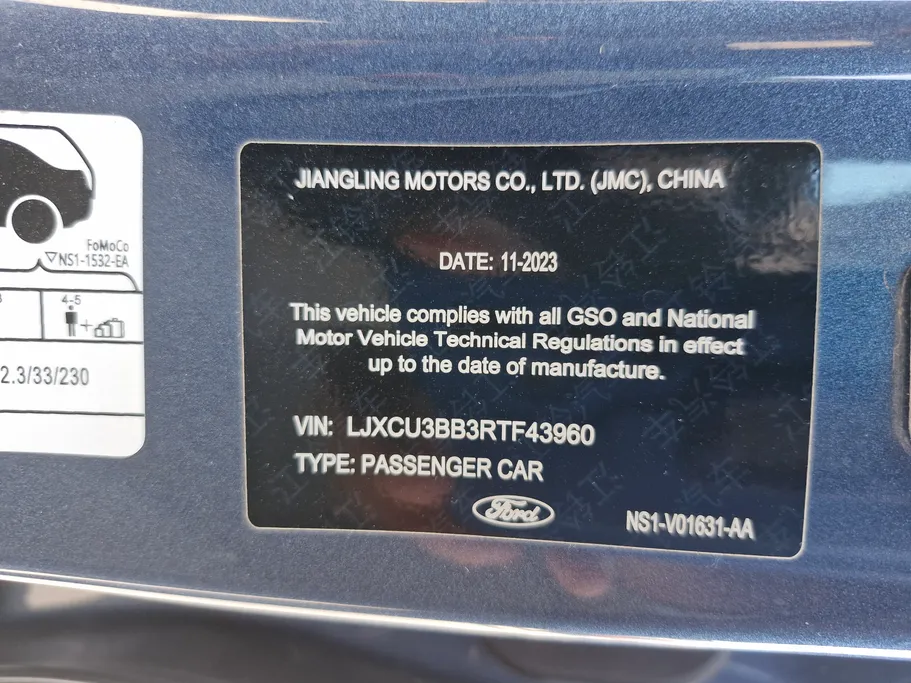 FoMoCo
NS1-1532-EA
4-5
+
2.3/33/230
JIANGLING MOTORS CO., LTD. (JMC), CHINA
DATE: 11-2023
This vehicle complies with all GSO and National
Motor Vehicle Technical Regulations in effect
up to the date of manufacture.
VIN: LJXCU3BB3RTF43960
TYPE: PASSENGER CAR
Ford
NS1-V01631-AA